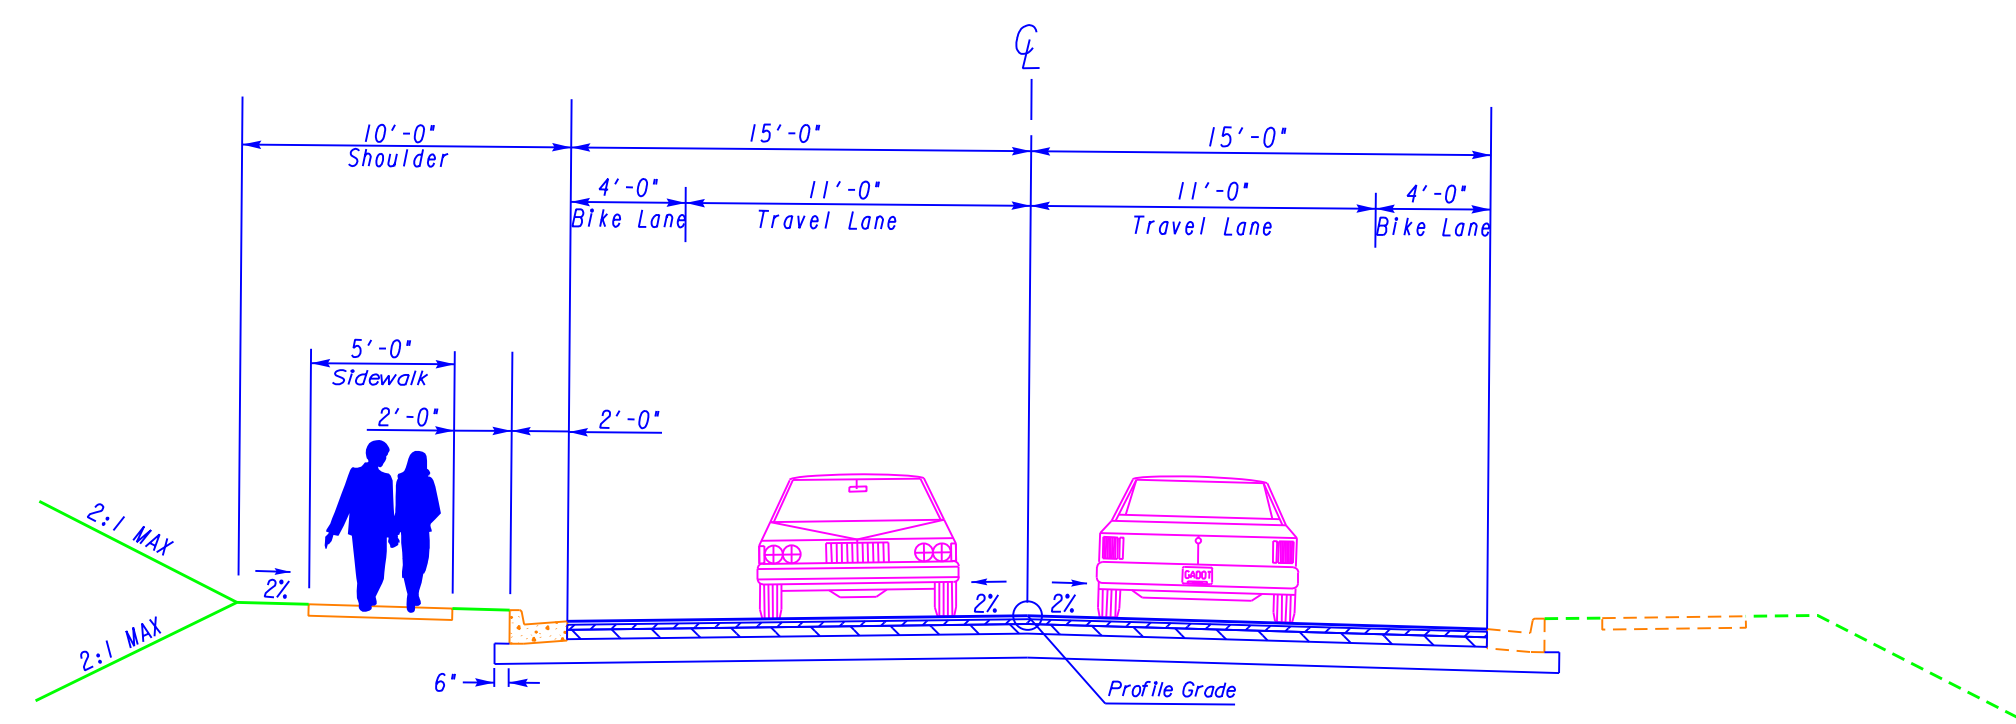 CL
10'-0"
Shoulder
15'-0"
15'-0"
4'-0"
Bike Lane
11'-0"
Travel Lane
11'-0"
Travel Lane
4'-0"
Bike Lane
5'-0"
Sidewalk
2'-0"
2'-0"
2:1 MAX
2%
2:1 MAX
2%
2%
GADOT
6"
Profile Grade